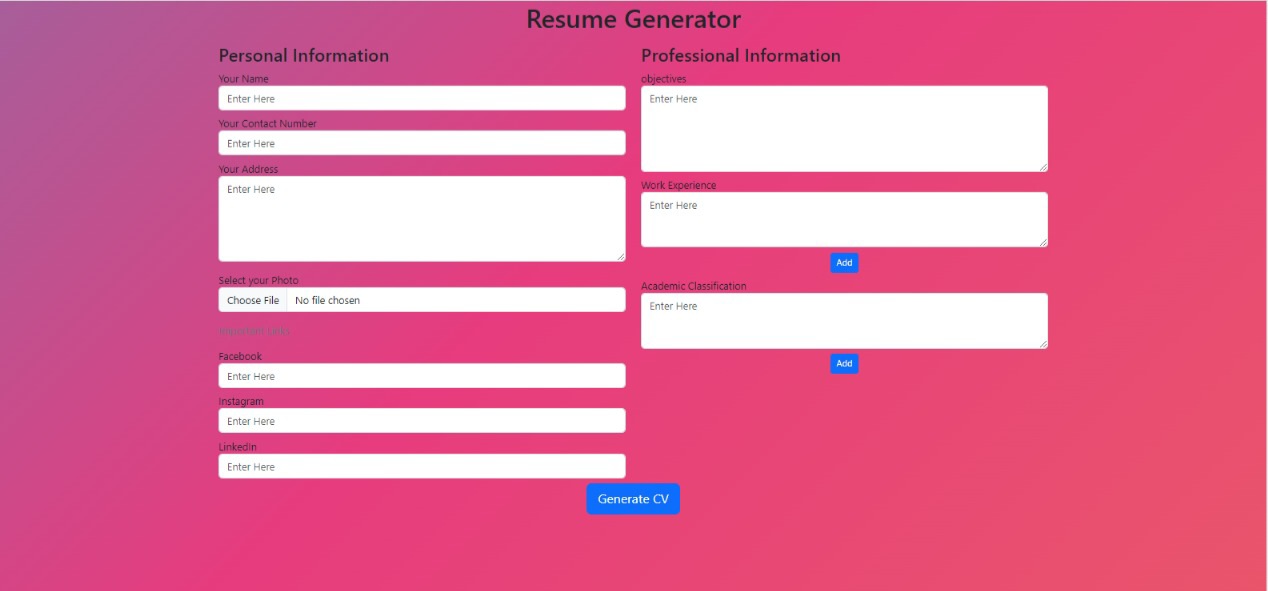 Resume Generator
Personal Information
Your Name
Enter Here
Your Contact Number
Enter Here
Your Address
Enter Here
Select your Photo
Choose File No file chosen
Important Links
Facebook
Enter Here
Instagram
Enter Here
LinkedIn
Enter Here
Professional Information
objectives
Enter Here
Work Experience
Enter Here
Add
Academic Classification
Enter Here
Add
Generate CV